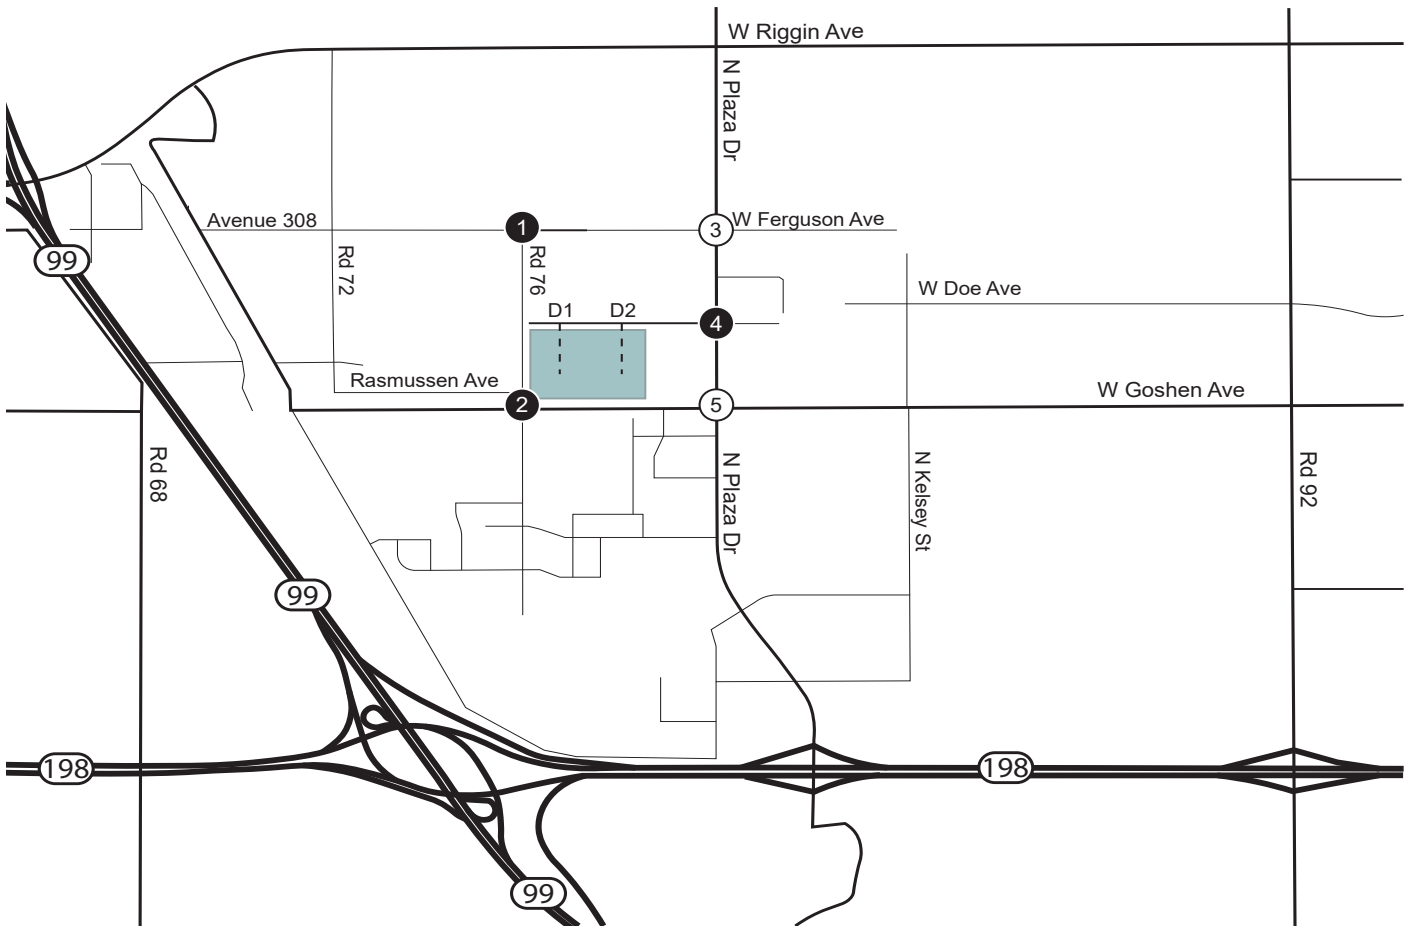 W Riggin Ave
N Plaza Dr
Avenue 308
1
3
W Ferguson Ave
99
Rd 72
Rd 76
W Doe Ave
D1
D2
4
Rasmussen Ave
2
5
W Goshen Ave
Rd 68
N Plaza Dr
N Kelsey St
Rd 92
99
198
198
99